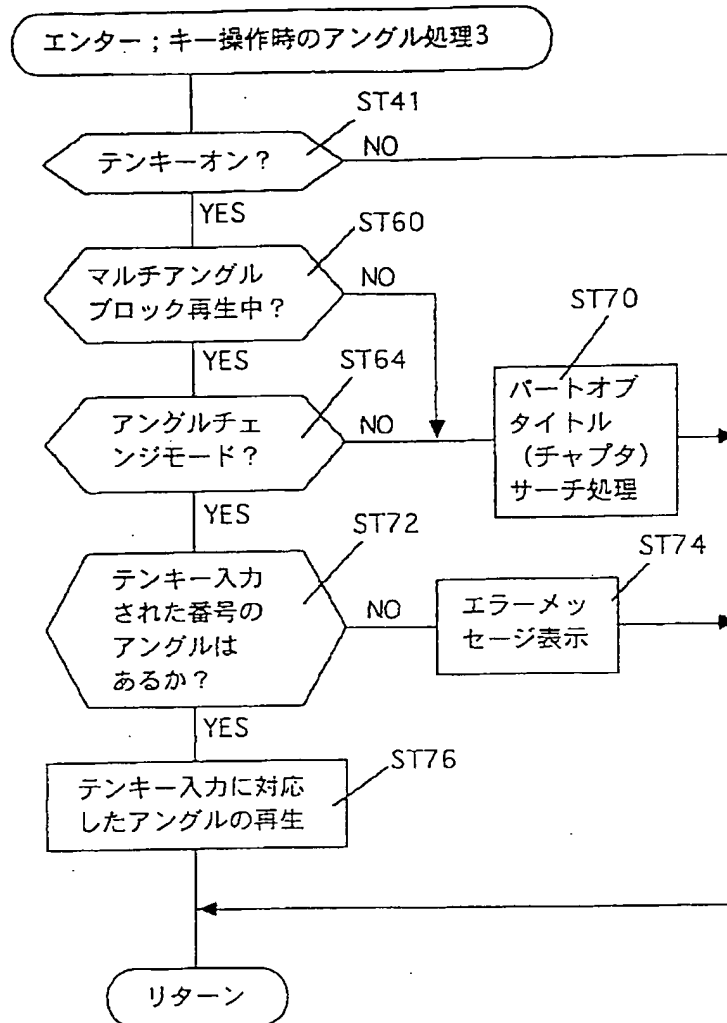 エンター；キー操作時のアングル処理3
ST41
テンキーオン？
NO
YES
ST60
マルチアングル
ブロック再生中？
NO
YES
ST64
アングルチェ
ンジモード？
NO
ST70
パートオブ
タイトル
（チャプタ）
サーチ処理
YES
ST72
テンキー入力
された番号の
アングルは
あるか？
NO
ST74
エラーメッ
セージ表示
YES
ST76
テンキー入力に対応
したアングルの再生
リターン